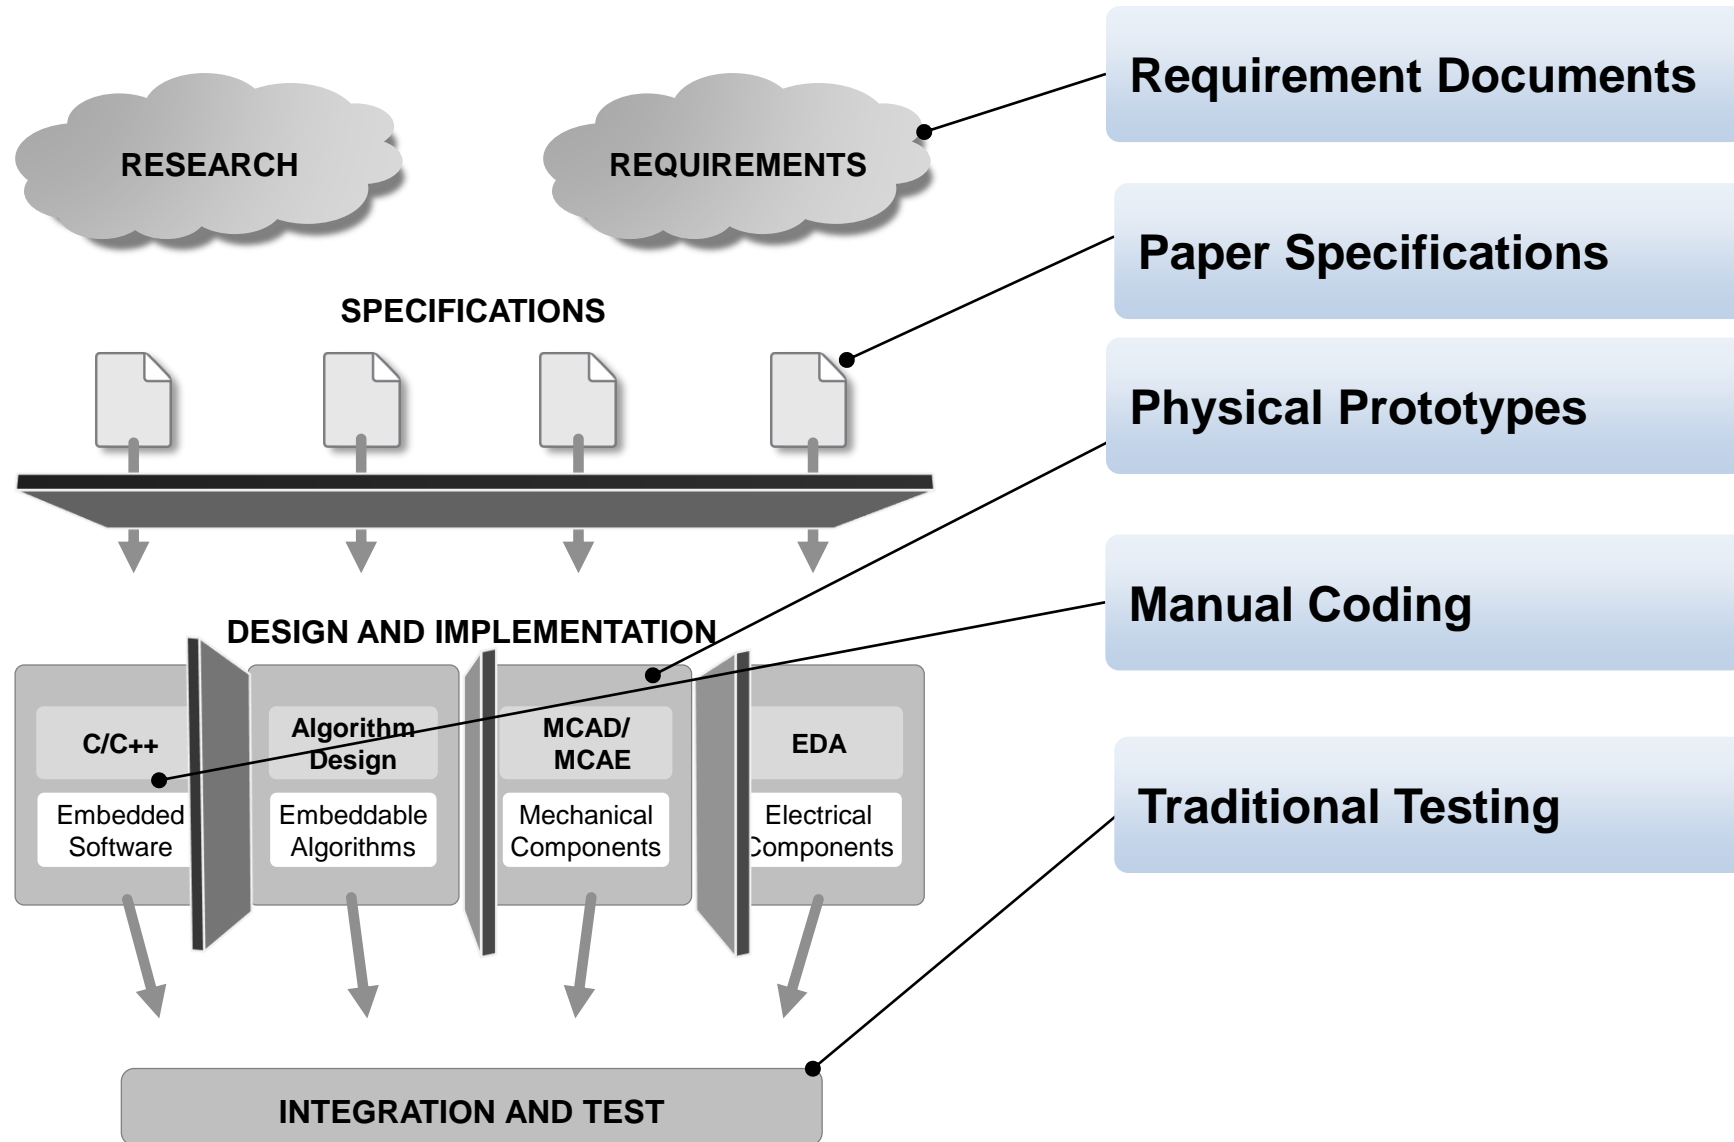 RESEARCH
REQUIREMENTS
SPECIFICATIONS
DESIGN AND IMPLEMENTATION
C/C++
Embedded
Software
Algorithm
Design
Embeddable
Algorithms
MCAD/
MCAE
Mechanical
Components
EDA
Electrical
Components
INTEGRATION AND TEST
Requirement Documents
Paper Specifications
Physical Prototypes
Manual Coding
Traditional Testing